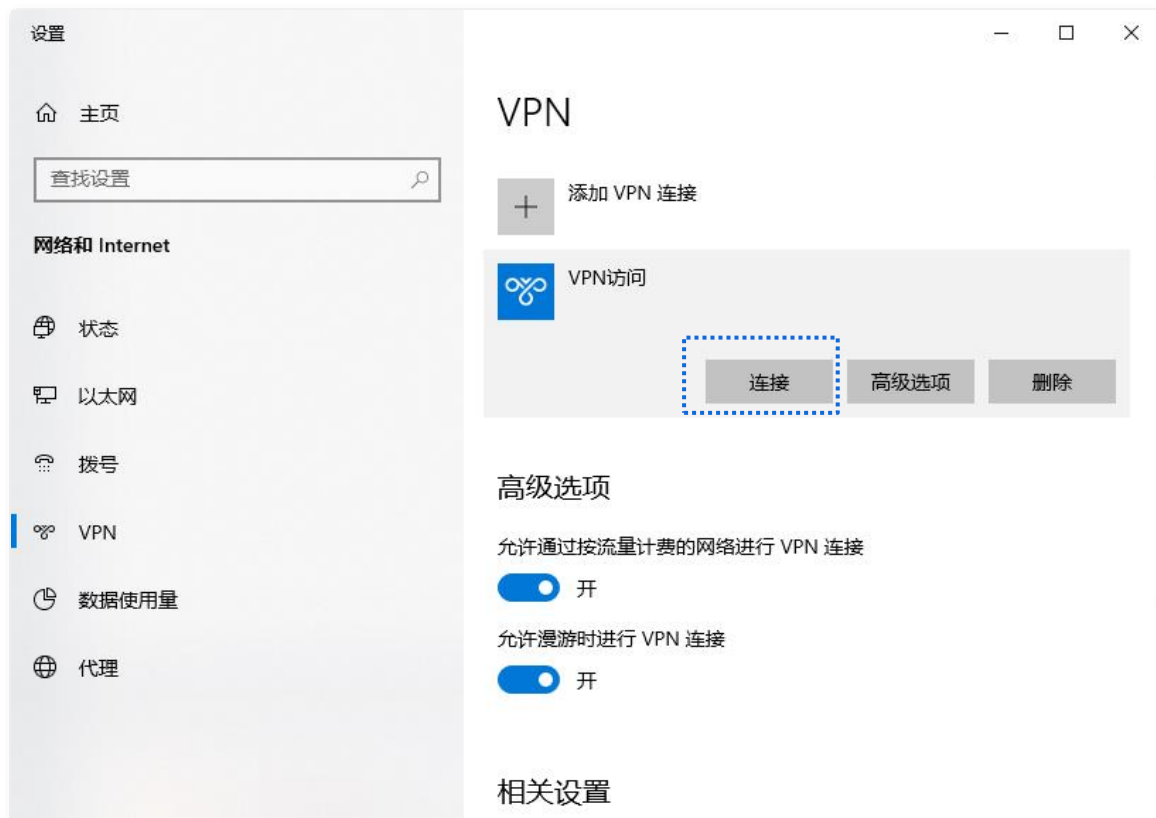 设置
主页
查找设置
网络和 Internet
状态
以太网
拨号
VPN
数据使用量
代理
VPN
添加 VPN 连接
VPN访问
连接
高级选项
删除
高级选项
允许通过按流量计费的网络进行 VPN 连接
开
允许漫游时进行 VPN 连接
开
相关设置